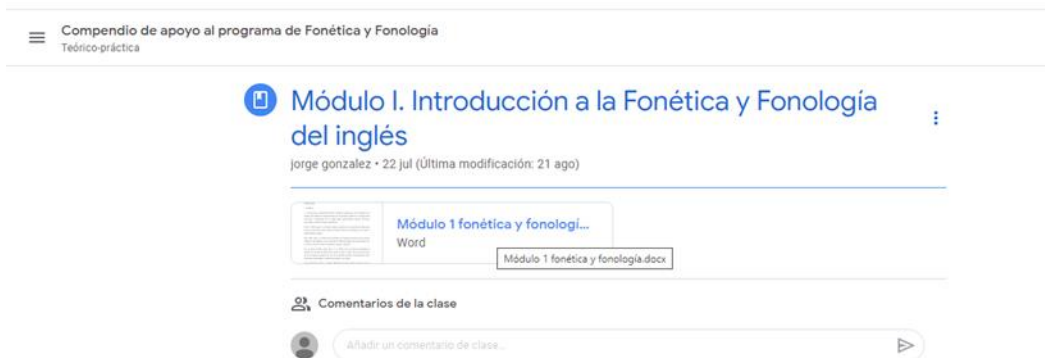 Compendio de apoyo al programa de Fonética y Fonología
Teórico-práctica
Módulo I. Introducción a la Fonética y Fonología
del inglés
jorge gonzalez • 22 jul (Última modificación: 21 ago)
Módulo 1 fonética y fonologí...
Word
Módulo 1 fonética y fonología.docx
Comentarios de la clase
Añadir un comentario de clase...